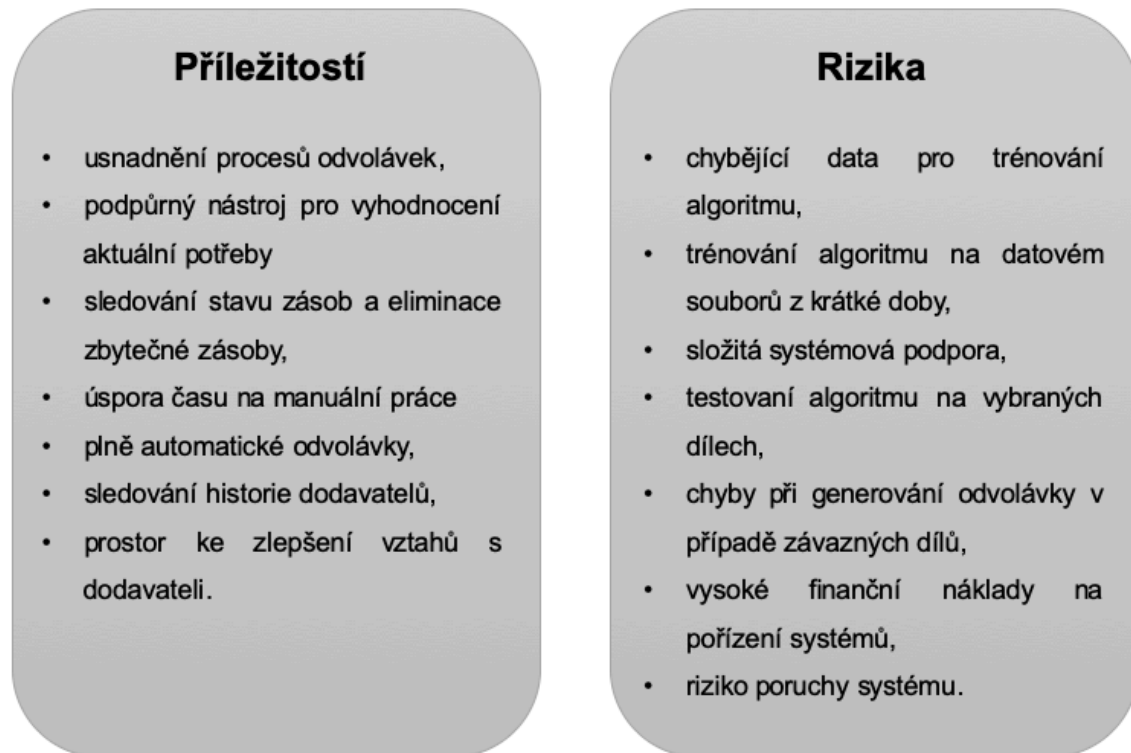 Příležitostí
• usnadnění procesů odvolávek,
• podpůrný nástroj pro vyhodnocení
aktuální potřeby
• sledování stavu zásob a eliminace
zbytečné zásoby,
• úspora času na manuální práce
• plně automatické odvolávky,
• sledování historie dodavatelů,
• prostor ke zlepšení vztahů s
dodavateli.
Rizika
• chybějící data pro trénování
algoritmu,
• trénování algoritmu na datovém
souborů z krátké doby,
• složitá systémová podpora,
• testovaní algoritmu na vybraných
dílech,
• chyby při generování odvolávky v
případě závazných dílů,
• vysoké finanční náklady na
pořízení systémů,
• riziko poruchy systému.